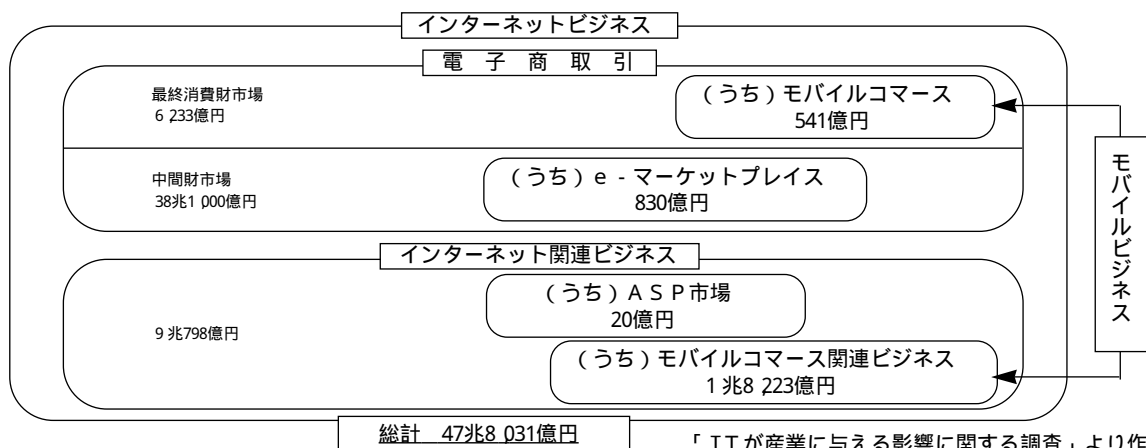 インターネットビジネス
電子商取引
最終消費財市場
6,233億円
(うち)モバイルコマース
541億円
中間財市場
38兆1,000億円
(うち)e-マーケットプレイス
830億円
モバイルビジネス
インターネット関連ビジネス
(うち)ASP市場
20億円
9兆798億円
(うち)モバイルコマース関連ビジネス
1兆8,223億円
総計 47兆8,031億円
「ITが産業に与える影響に関する調査」より作